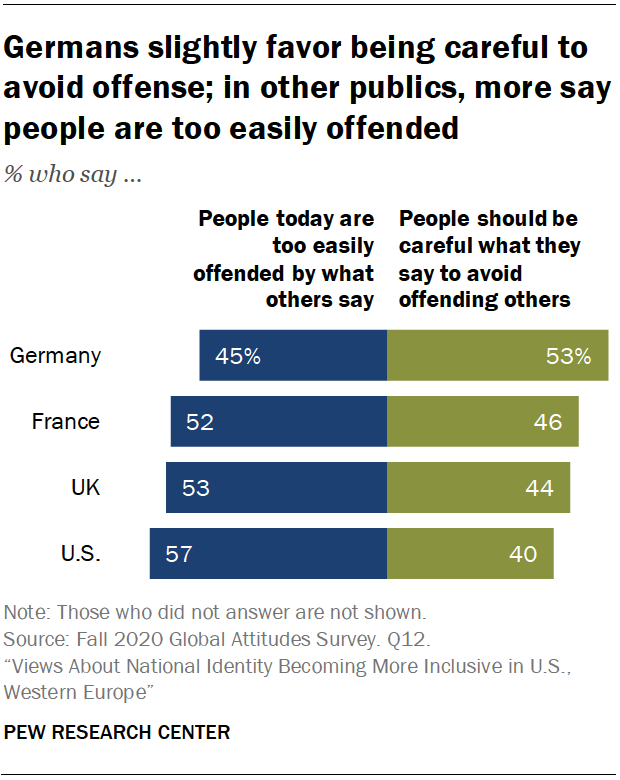 Germans slightly favor being careful to
avoid offense; in other publics, more say
people are too easily offended
% who say ...
People today are
too easily
offended by what
others say
People should be
careful what they
say to avoid
offending others
Germany 45% 53%
France 52 46
UK 53 44
U.S. 57 40
Note: Those who did not answer are not shown.
Source: Fall 2020 Global Attitudes Survey. Q12.
“Views About National Identity Becoming More Inclusive in U.S.,
Western Europe”
PEW RESEARCH CENTER